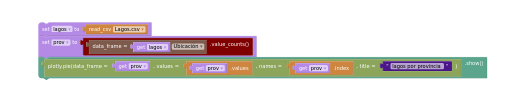 set lagos to read_csv Lagos.csv
set prov to data_frame = get lagos Ubicación .value_counts()
plotly.pie(data_frame = get prov , values = get prov .values , names = get prov .index , title = " lagos por provincia " ) .show()